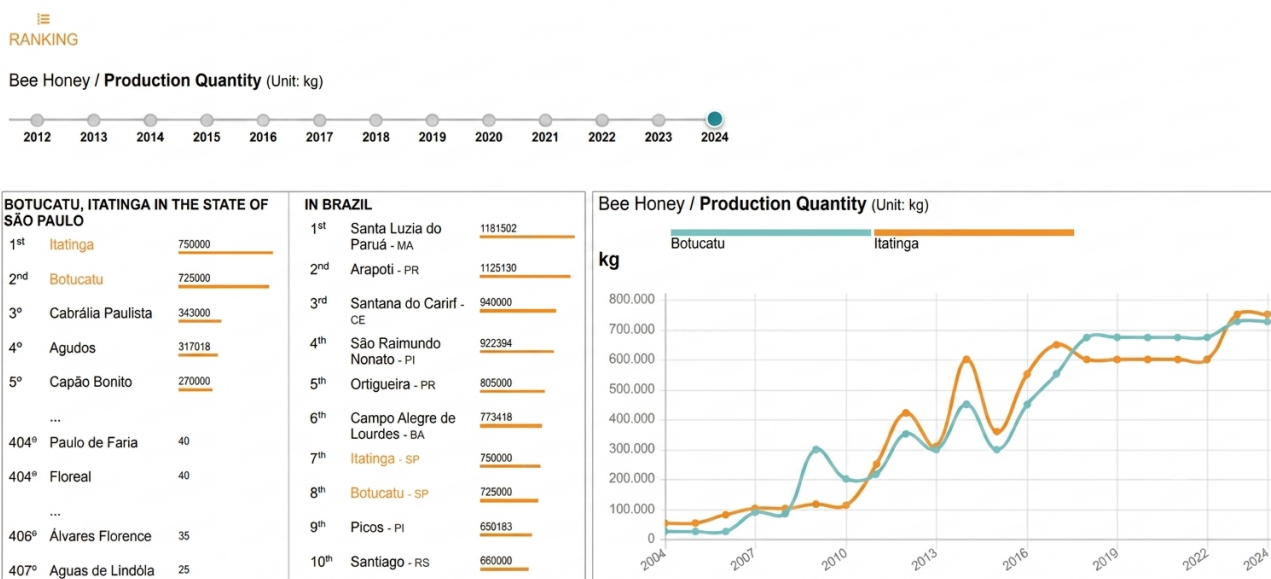 RANKING
Bee Honey / Production Quantity (Unit: kg)
2012 2013 2014 2015 2016 2017 2018 2019 2020 2021 2022 2023 2024
BOTUCATU, ITATINGA IN THE STATE OF
SÃO PAULO
1st Itatinga 750000
2nd Botucatu 725000
3º Cabrália Paulista 343000
4º Agudos 317018
5º Capão Bonito 270000
...
404º Paulo de Faria 40
404º Floreal 40
...
406º Álvares Florence 35
407º Aguas de Lindóla 25
IN BRAZIL
1st Santa Luzia do 1181502
Paruá - MA
2nd Arapoti - PR 1125130
3rd Santana do Carirf - 940000
CE
4th São Raimundo 922394
Nonato - PI
5th Ortigueira - PR 805000
6th Campo Alegre de 773418
Lourdes - BA
7th Itatinga - SP 750000
8th Botucatu - SP 725000
9th Picos - PI 650183
10th Santiago - RS 660000
Bee Honey / Production Quantity (Unit: kg)
Botucatu Itatinga
kg
800.000
700.000
600.000
500.000
400.000
300.000
200.000
100.000
0
2004 2007 2010 2013 2016 2019 2022 2024